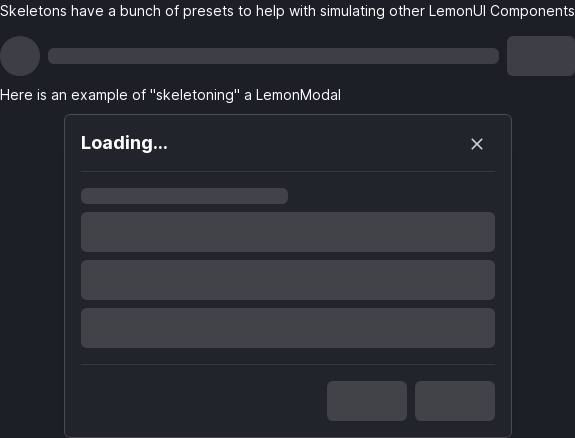 Skeletons have a bunch of presets to help with simulating other LemonUI Components
Here is an example of "skeletoning" a LemonModal
Loading...